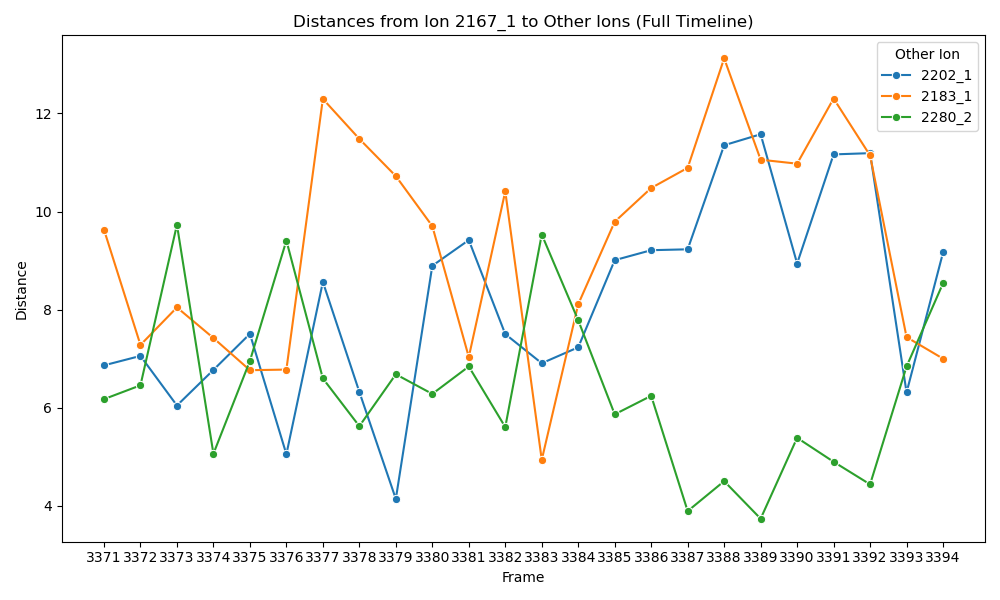 Distances from Ion 2167_1 to Other Ions (Full Timeline)
Other Ion
2202_1
2183_1
2280_2
Distance
12
10
8
6
4
3371 3372 3373 3374 3375 3376 3377 3378 3379 3380 3381 3382 3383 3384 3385 3386 3387 3388 3389 3390 3391 3392 3393 3394
Frame